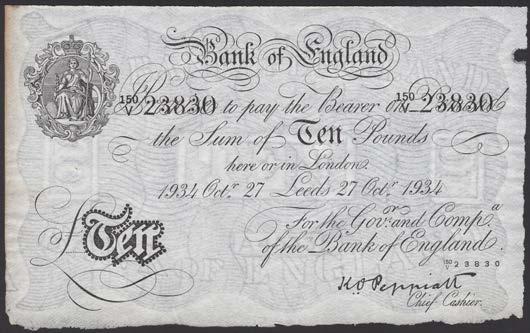 Bank of England
150/V 23830 to pay the Bearer on Demand 150/V 23830
the Sum of Ten Pounds
here or in London
1934 Octr. 27 Leeds 27 Octr. 1934
For the Govr. and Compa.
of the Bank of England.
£Ten
150/V 23830
K O Peppiatt
Chief Cashier.